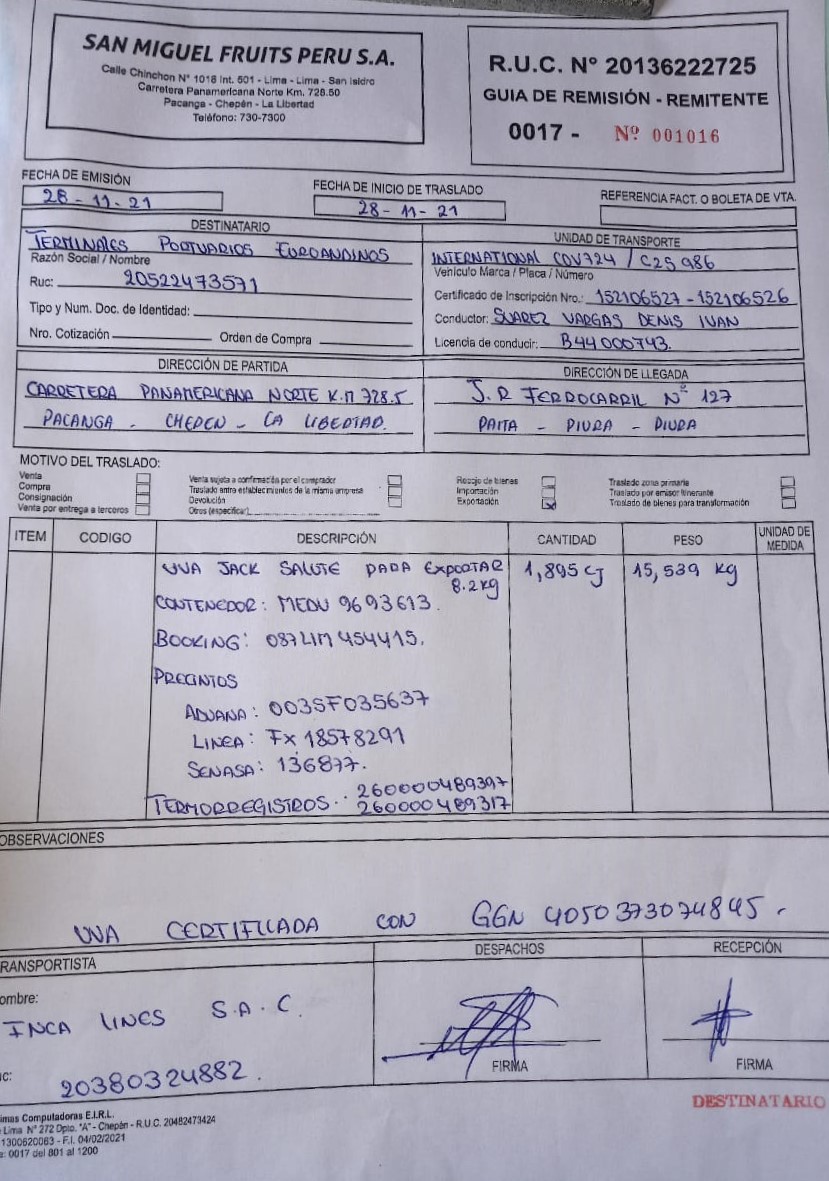 SAN MIGUEL FRUITS PERU S.A.
Calle Chinchon N° 1018 Int. 501 - Lima - Lima - San Isidro
Carretera Panamericana Norte Km. 728.50
Pacanga - Chepén - La Libertad
Teléfono: 730-7300
R.U.C. N° 20136222725
GUIA DE REMISIÓN - REMITENTE
0017 - Nº 001016
FECHA DE EMISIÓN
28-11-21
FECHA DE INICIO DE TRASLADO
28-11-21
REFERENCIA FACT. O BOLETA DE VTA.
DESTINATARIO
TERMINALES PORTUARIOS EUROANDINOS
Razón Social / Nombre
Ruc: 20522473571
Tipo y Num. Doc. de Identidad:
Nro. Cotización Orden de Compra
UNIDAD DE TRANSPORTE
INTERNATIONAL CDV724 / C2S986
Vehículo Marca / Placa / Número
Certificado de Inscripción Nro.: 152106527-152106526
Conductor: SUAREZ VARGAS DENIS IVAN
Licencia de conducir: B44000743.
DIRECCIÓN DE PARTIDA
CARRETERA PANAMERICANA NORTE K.M 728.5
PACANGA - CHEPEN - LA LIBERTAD.
DIRECCIÓN DE LLEGADA
J.R FERROCARRIL Nº 127
PAITA - PIURA - PIURA
MOTIVO DEL TRASLADO:
Venta
Compra
Consignación
Venta por entrega a terceros
Venta sujeta a confirmación por el comprador
Traslado entre establecimientos de la misma empresa
Devolución
Otros (especificar)
Recojo de bienes
Importación
Exportación
Traslado zona primaria
Traslado por emisor itinerante
Traslado de bienes para transformación
ITEM CODIGO DESCRIPCIÓN CANTIDAD PESO UNIDAD DE MEDIDA
UVA JACK SALUTE PARA EXPORTAR 1,895 CJ 15,539 Kg
8.2Kg
CONTENEDOR: MEDU 9693613.
BOOKING: 087LIM454415.
PRECINTOS
ADUANA: 003SF035637
LINEA: Fx 18578291
SENASA: 136877.
TERMORREGISTROS: 260000489397
260000489317
OBSERVACIONES
UVA CERTIFICADA CON GGN 4050373074845.
TRANSPORTISTA
DESPACHOS
RECEPCIÓN
ombre:
INCA LINES S.A.C.
uc: 20380324882.
FIRMA
FIRMA
DESTINATARIO
imas Computadoras E.I.R.L.
Lima N° 272 Dpto. "A" - Chepén - R.U.C. 20482473424
1300620063 - F.I. 04/02/2021
e: 0017 del 801 al 1200